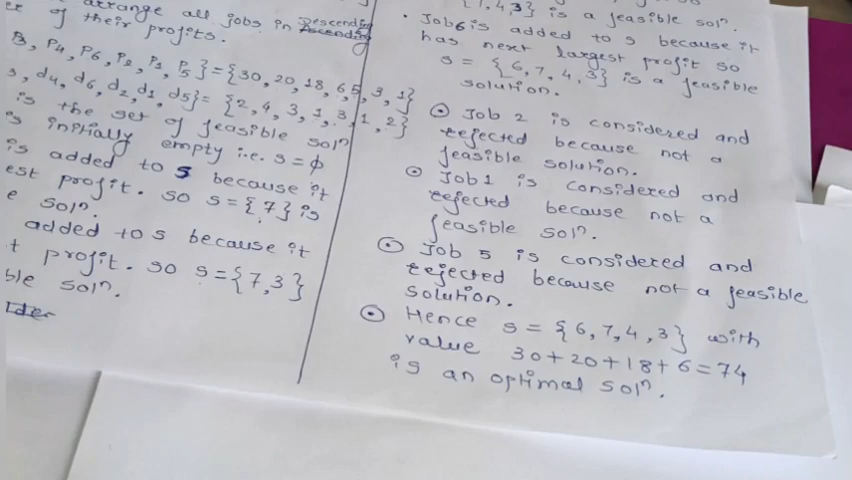 arrange all jobs in Descending
Ascending
of their profits.
P3, P4, P6, P2, P1, P5} = {30, 20, 18, 6, 5, 3, 1}
d4, d6, d2, d1, d5} = {2, 4, 3, 1, 3, 1, 2}
is the set of feasible solⁿ
initially empty i.e. s = ϕ
is added to s because it
est profit. so s = {7} is
e solⁿ.
added to s because it
t profit. so s = {7, 3}
ble solⁿ.
,4,3} is a feasible solⁿ.
• Job 6 is added to s because it
has next largest profit so
s = {6, 7, 4, 3} is a feasible
solution.
⊙ Job 2 is considered and
rejected because not a
feasible solution.
⊙ Job 1 is considered and
rejected because not a
feasible solⁿ.
⊙ Job 5 is considered and
rejected because not a feasible
solution.
⊙ Hence s = {6, 7, 4, 3} with
value 30+20+18+6=74
is an optimal solⁿ.